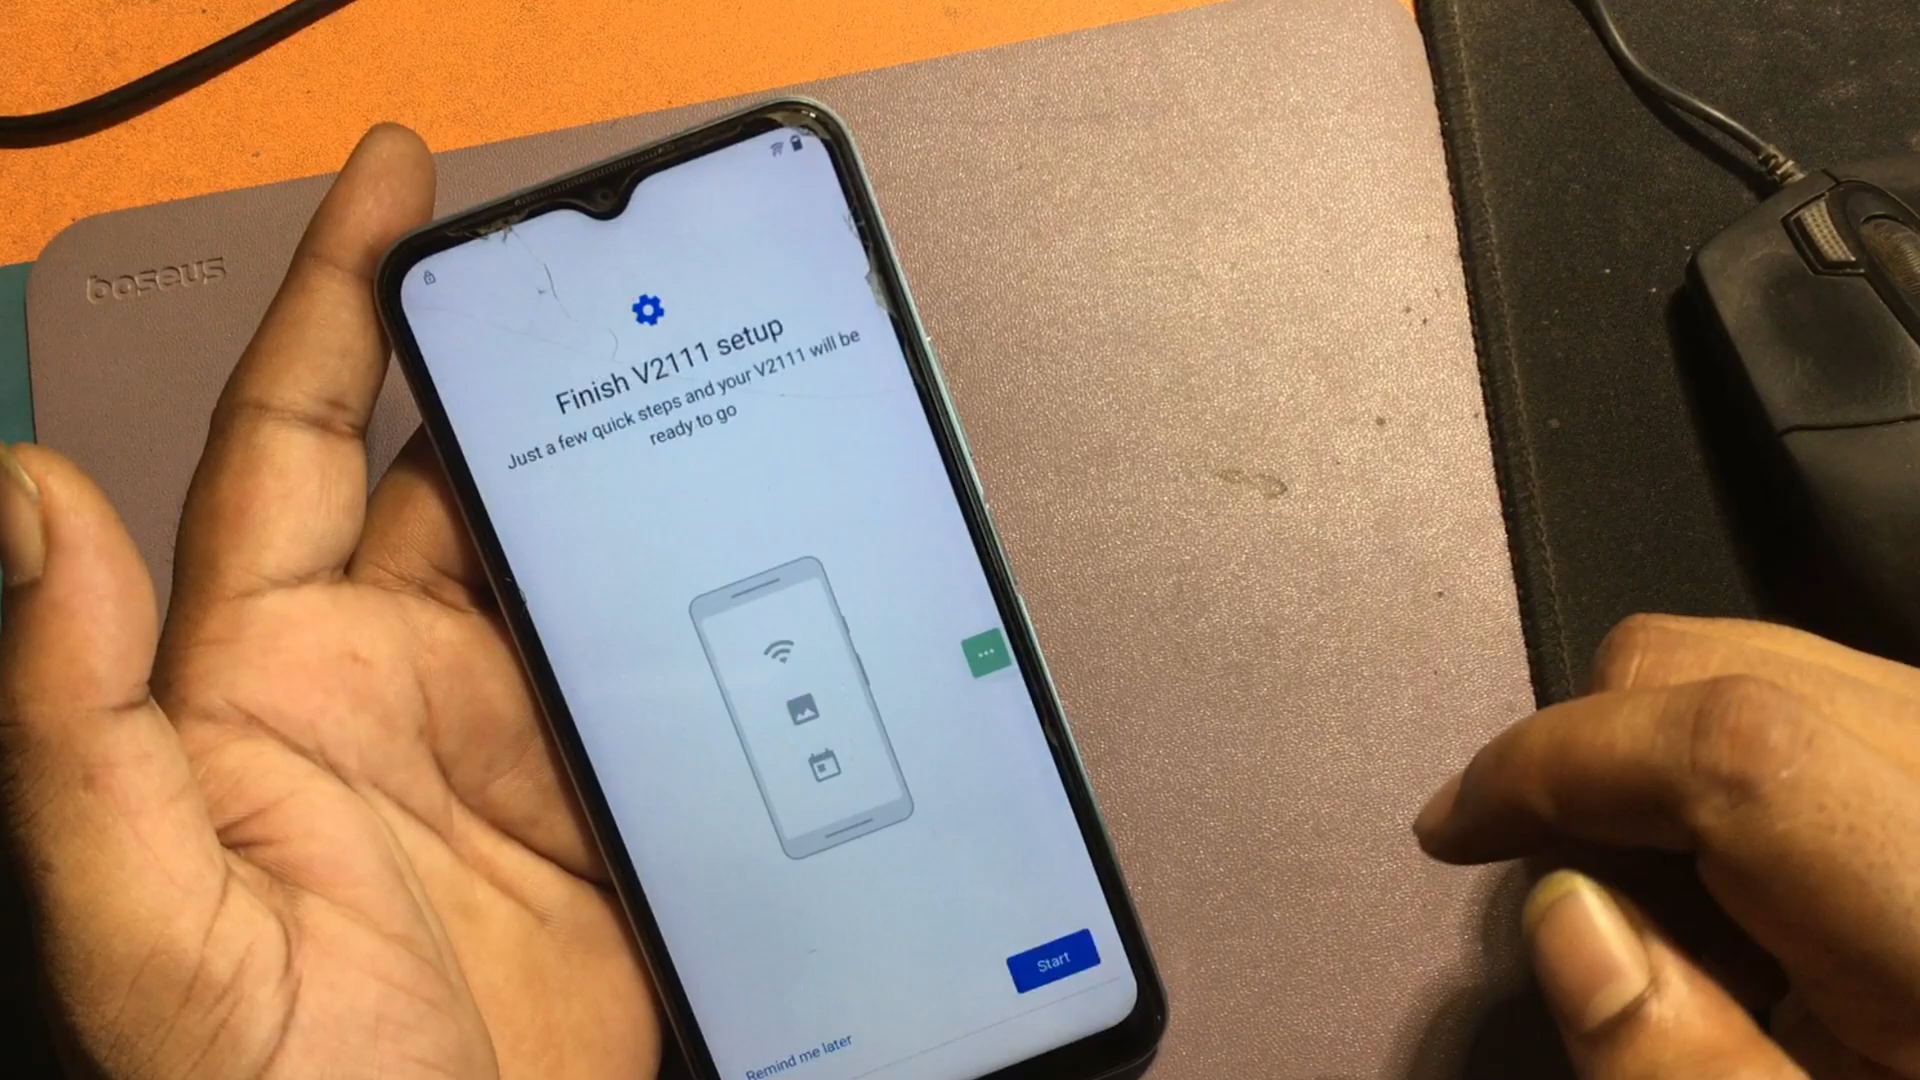 boseus
Finish V2111 setup
Just a few quick steps and your V2111 will be
ready to go
Start
Remind me later